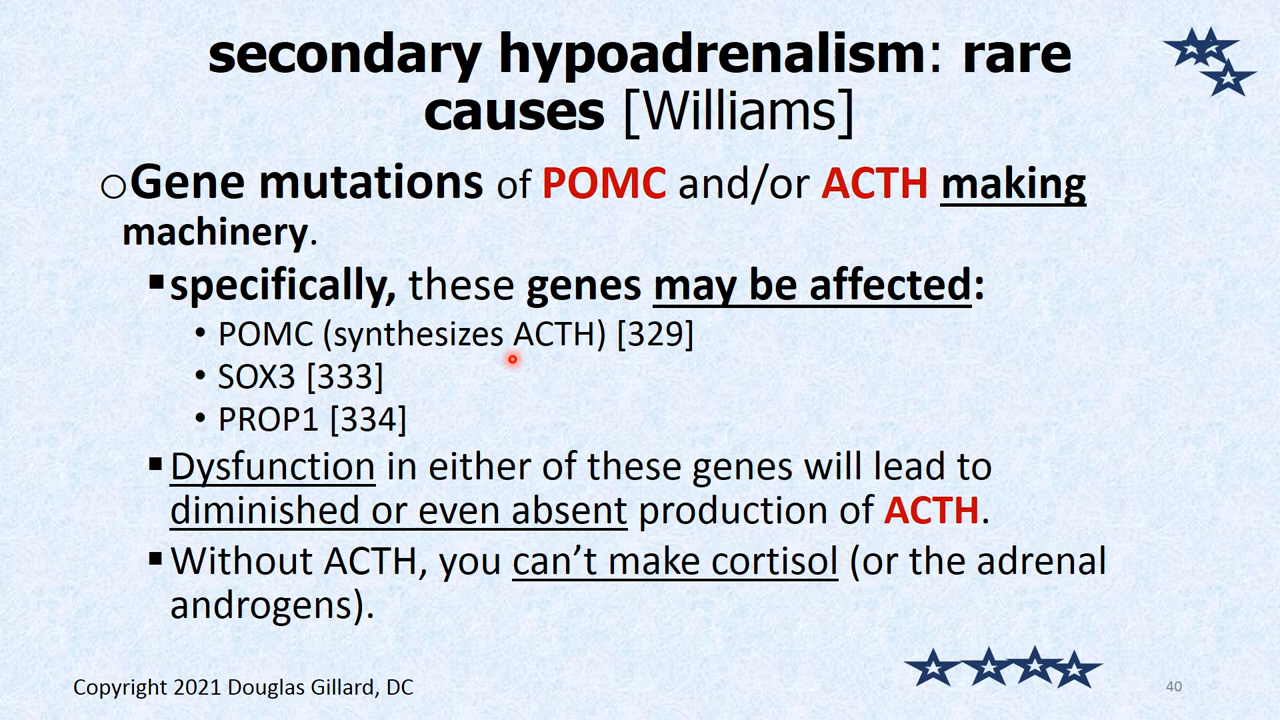 secondary hypoadrenalism: rare
causes [Williams]
○Gene mutations of POMC and/or ACTH making
machinery.
▪specifically, these genes may be affected:
• POMC (synthesizes ACTH) [329]
• SOX3 [333]
• PROP1 [334]
▪Dysfunction in either of these genes will lead to
diminished or even absent production of ACTH.
▪Without ACTH, you can’t make cortisol (or the adrenal
androgens).
Copyright 2021 Douglas Gillard, DC
40